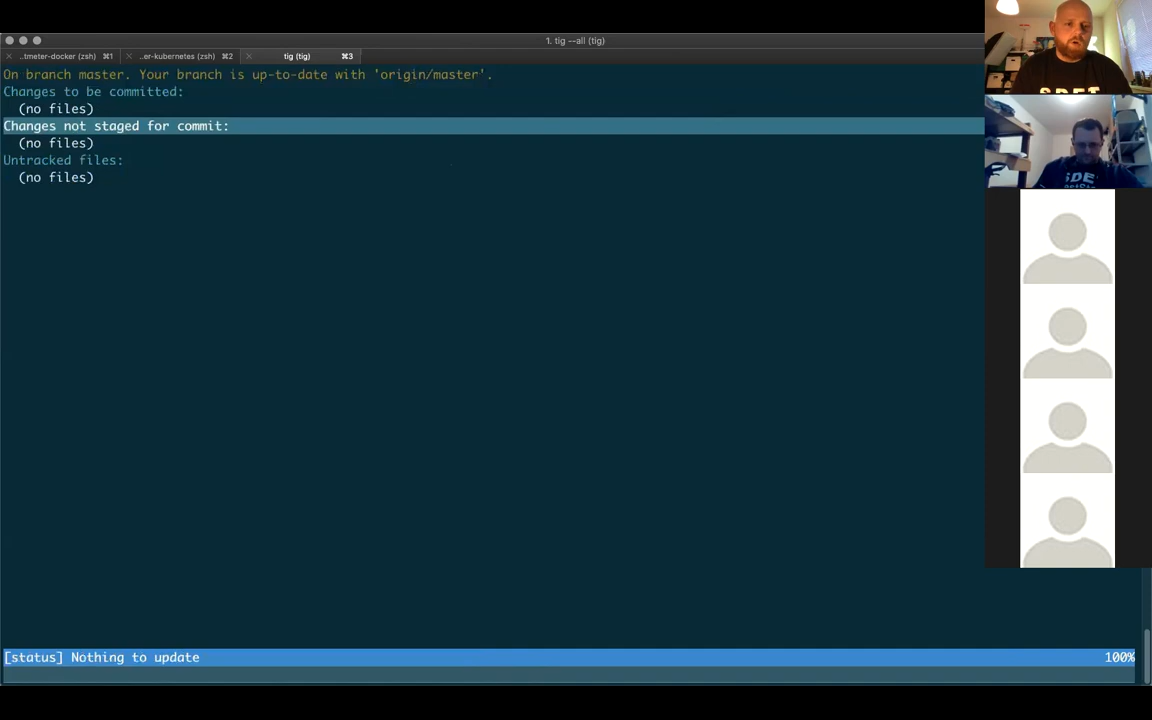 1. tig --all (tig)
..tmeter-docker (zsh) ⌘1
..er-kubernetes (zsh) ⌘2
tig (tig) ⌘3
On branch master. Your branch is up-to-date with 'origin/master'.
Changes to be committed:
(no files)
Changes not staged for commit:
(no files)
Untracked files:
(no files)
[status] Nothing to update 100%
SDET
SDE